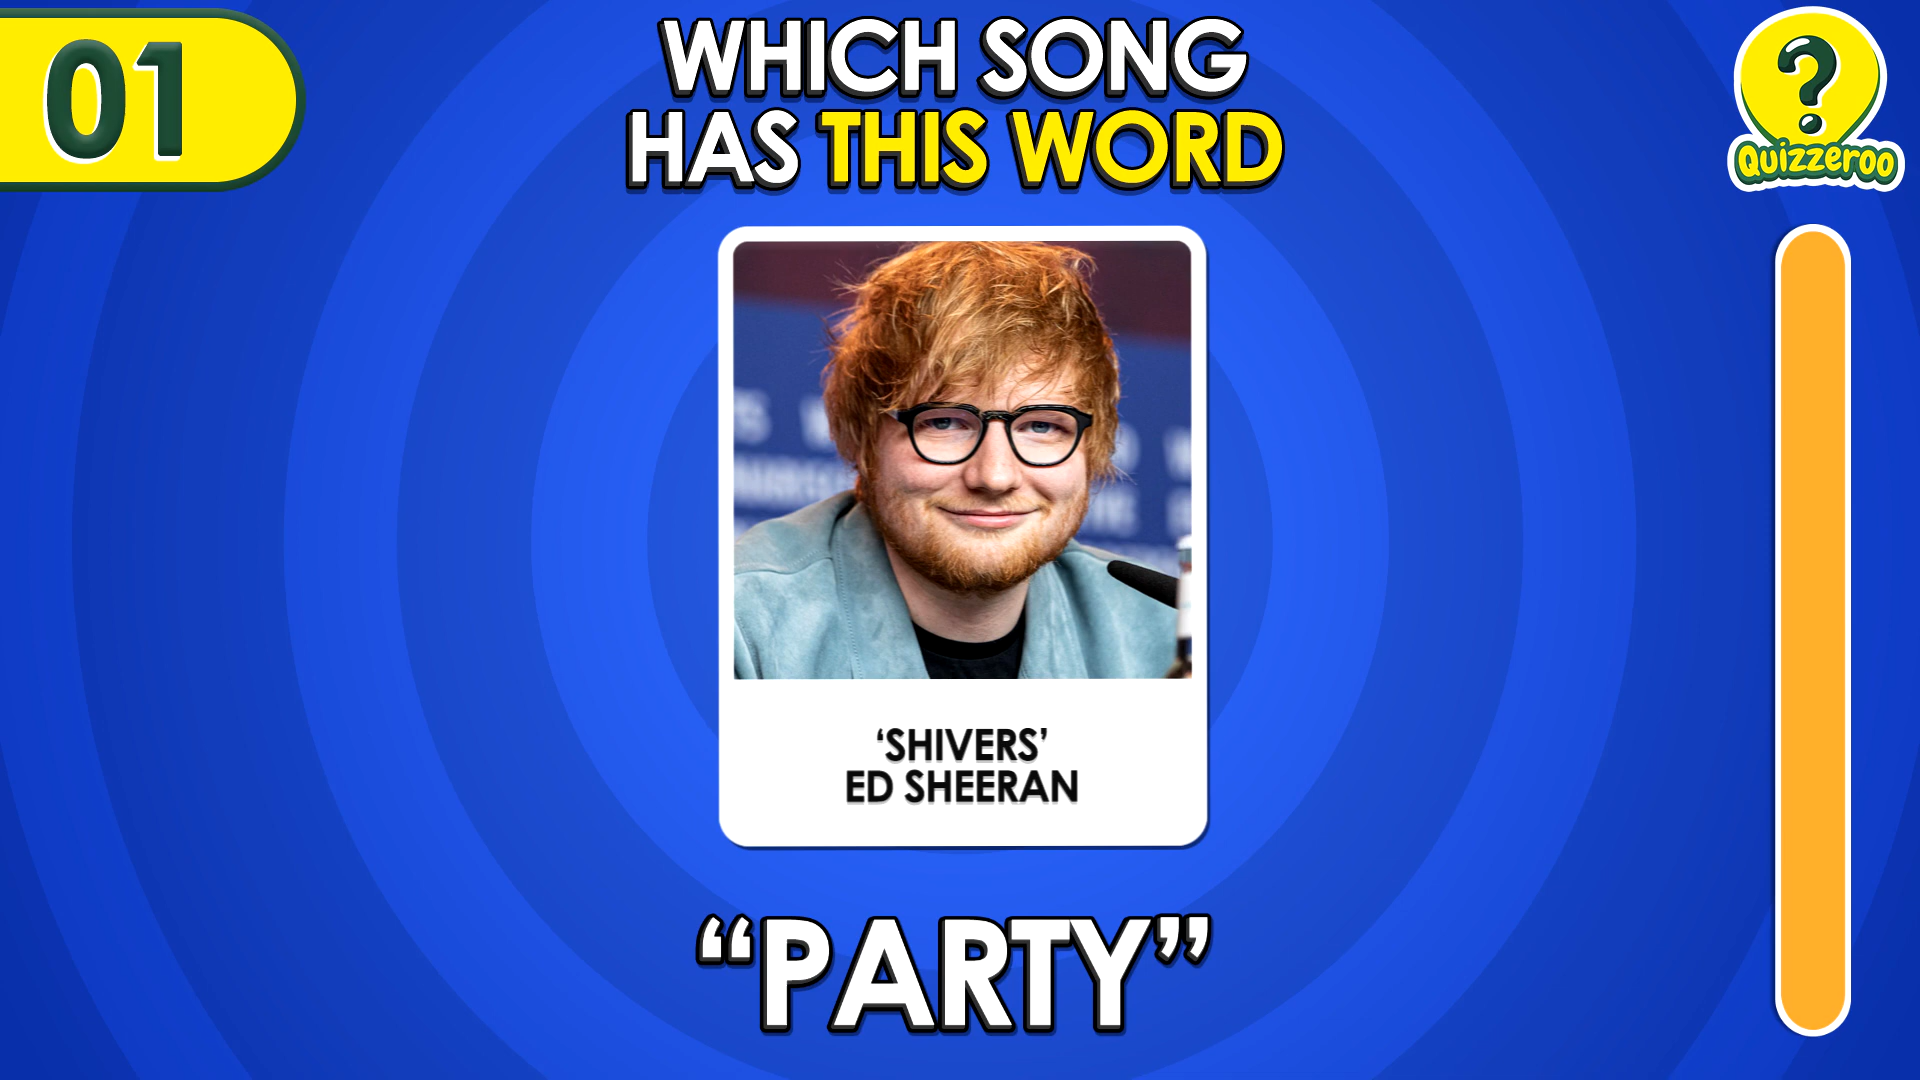 01
WHICH SONG
HAS THIS WORD
?
Quizzeroo
‘SHIVERS’
ED SHEERAN
“PARTY”